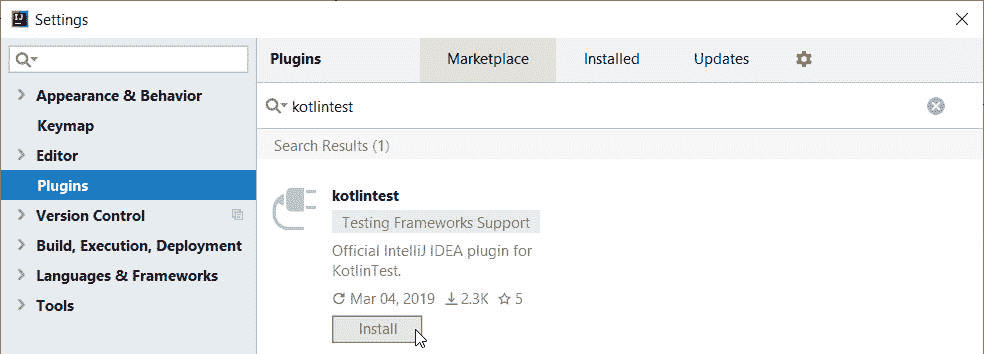 Settings
Appearance & Behavior
Keymap
Editor
Plugins
Version Control
Build, Execution, Deployment
Languages & Frameworks
Tools
Plugins
Marketplace
Installed
Updates
kotlintest
Search Results (1)
kotlintest
Testing Frameworks Support
Official IntelliJ IDEA plugin for
KotlinTest.
Mar 04, 2019 2.3K 5
Install